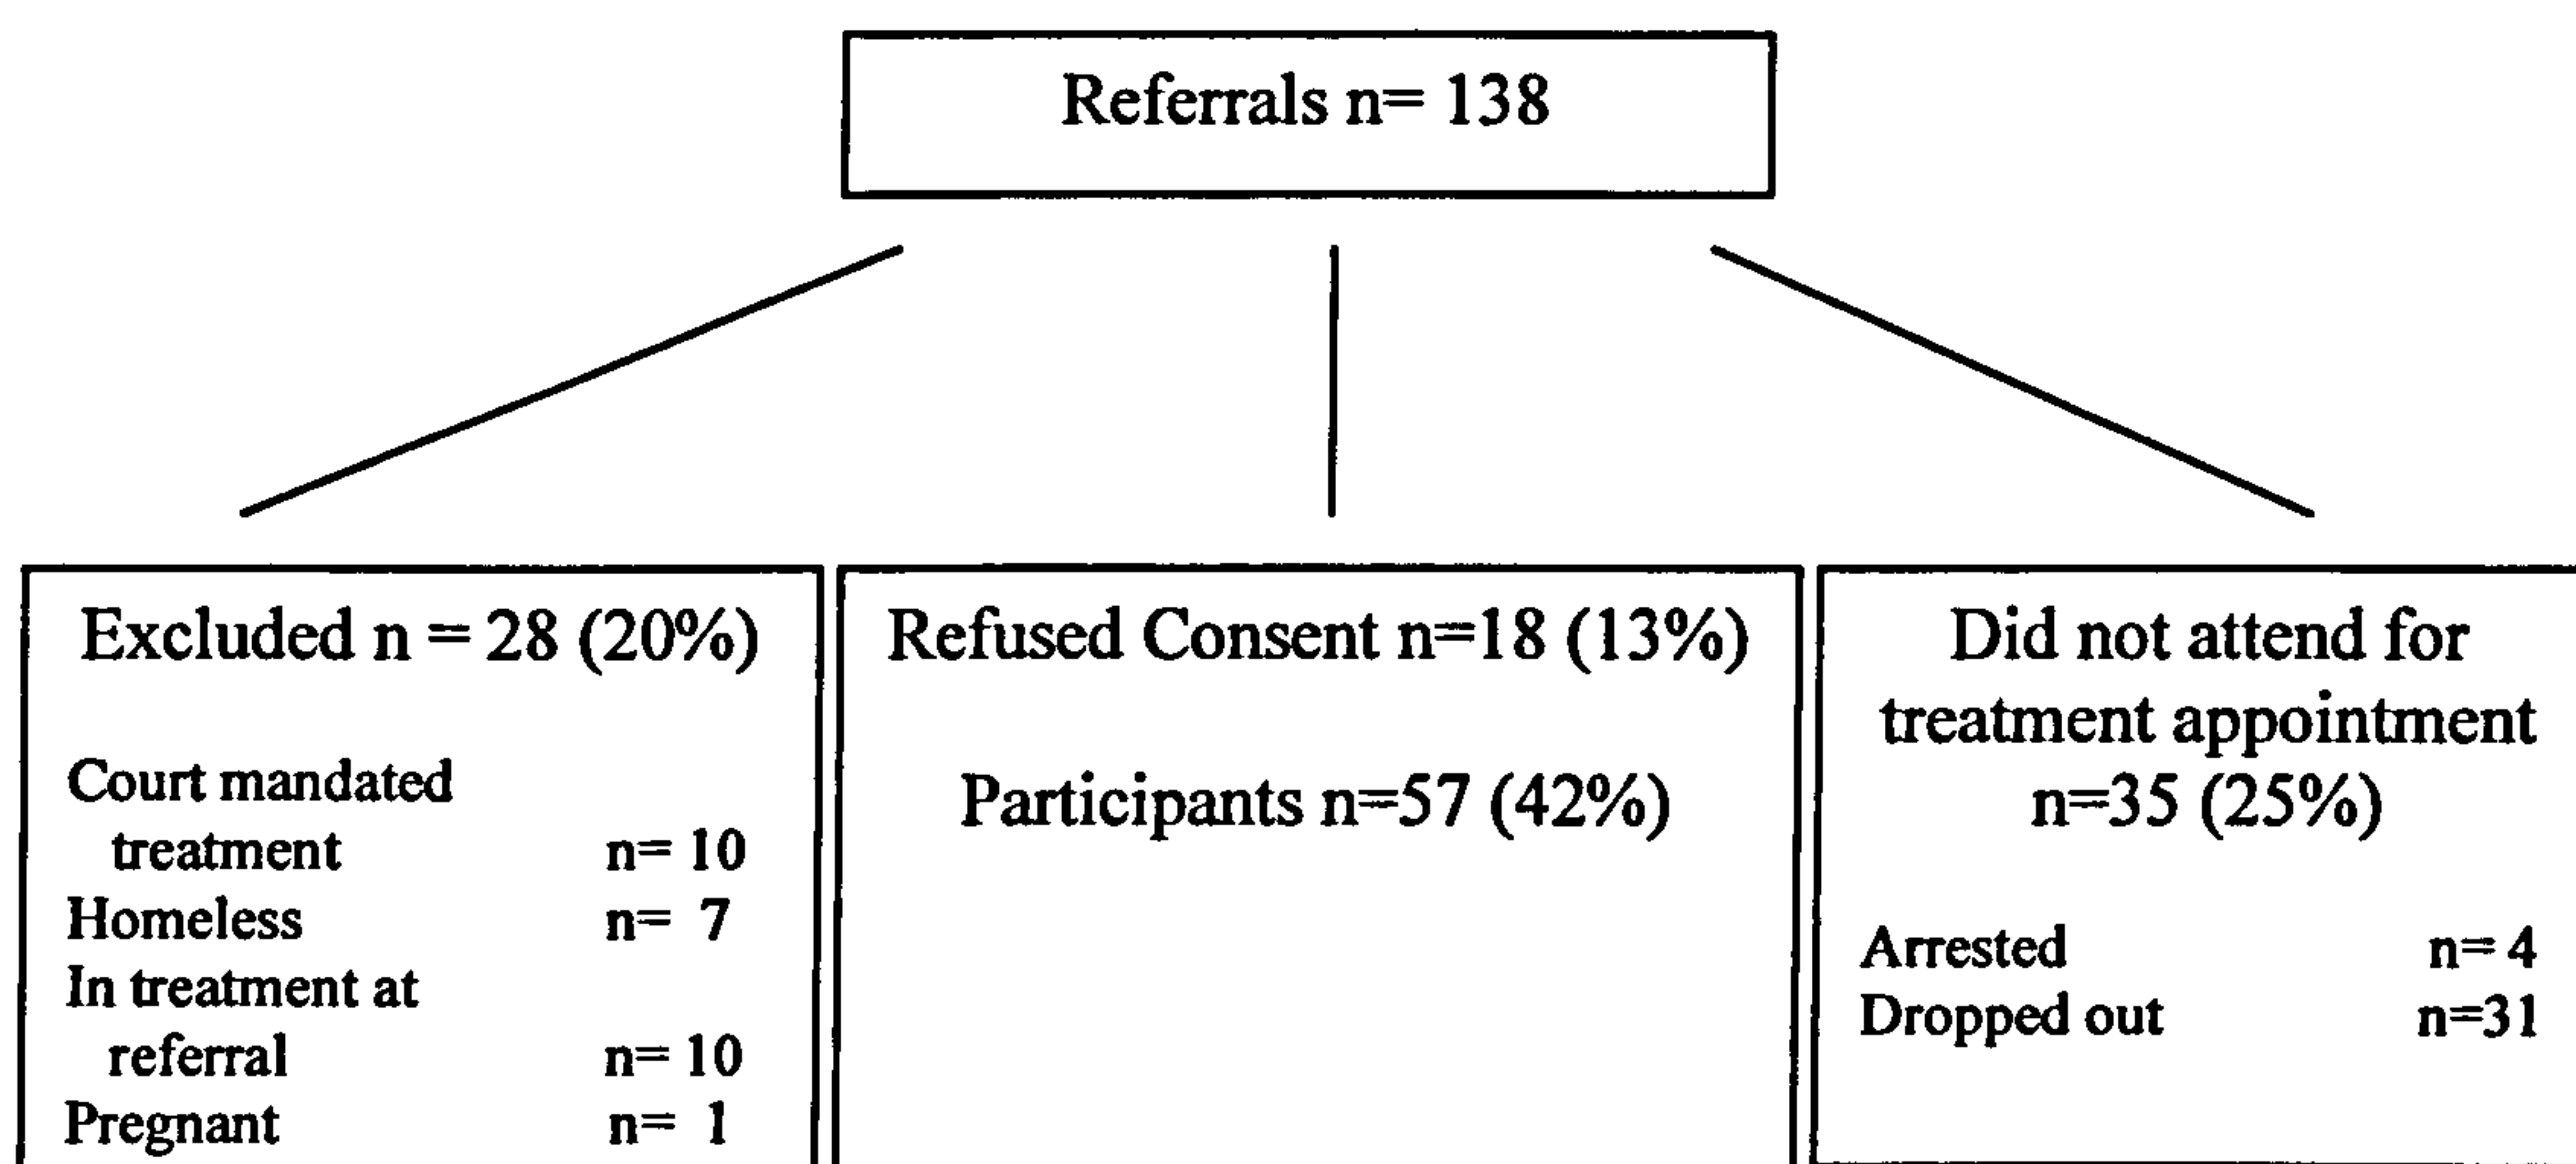 Referrals n= 138
Excluded n = 28 (20%)
Court mandated
treatment n= 10
Homeless n= 7
In treatment at
referral n= 10
Pregnant n= 1
Refused Consent n=18 (13%)
Participants n=57 (42%)
Did not attend for
treatment appointment
n=35 (25%)
Arrested n= 4
Dropped out n=31